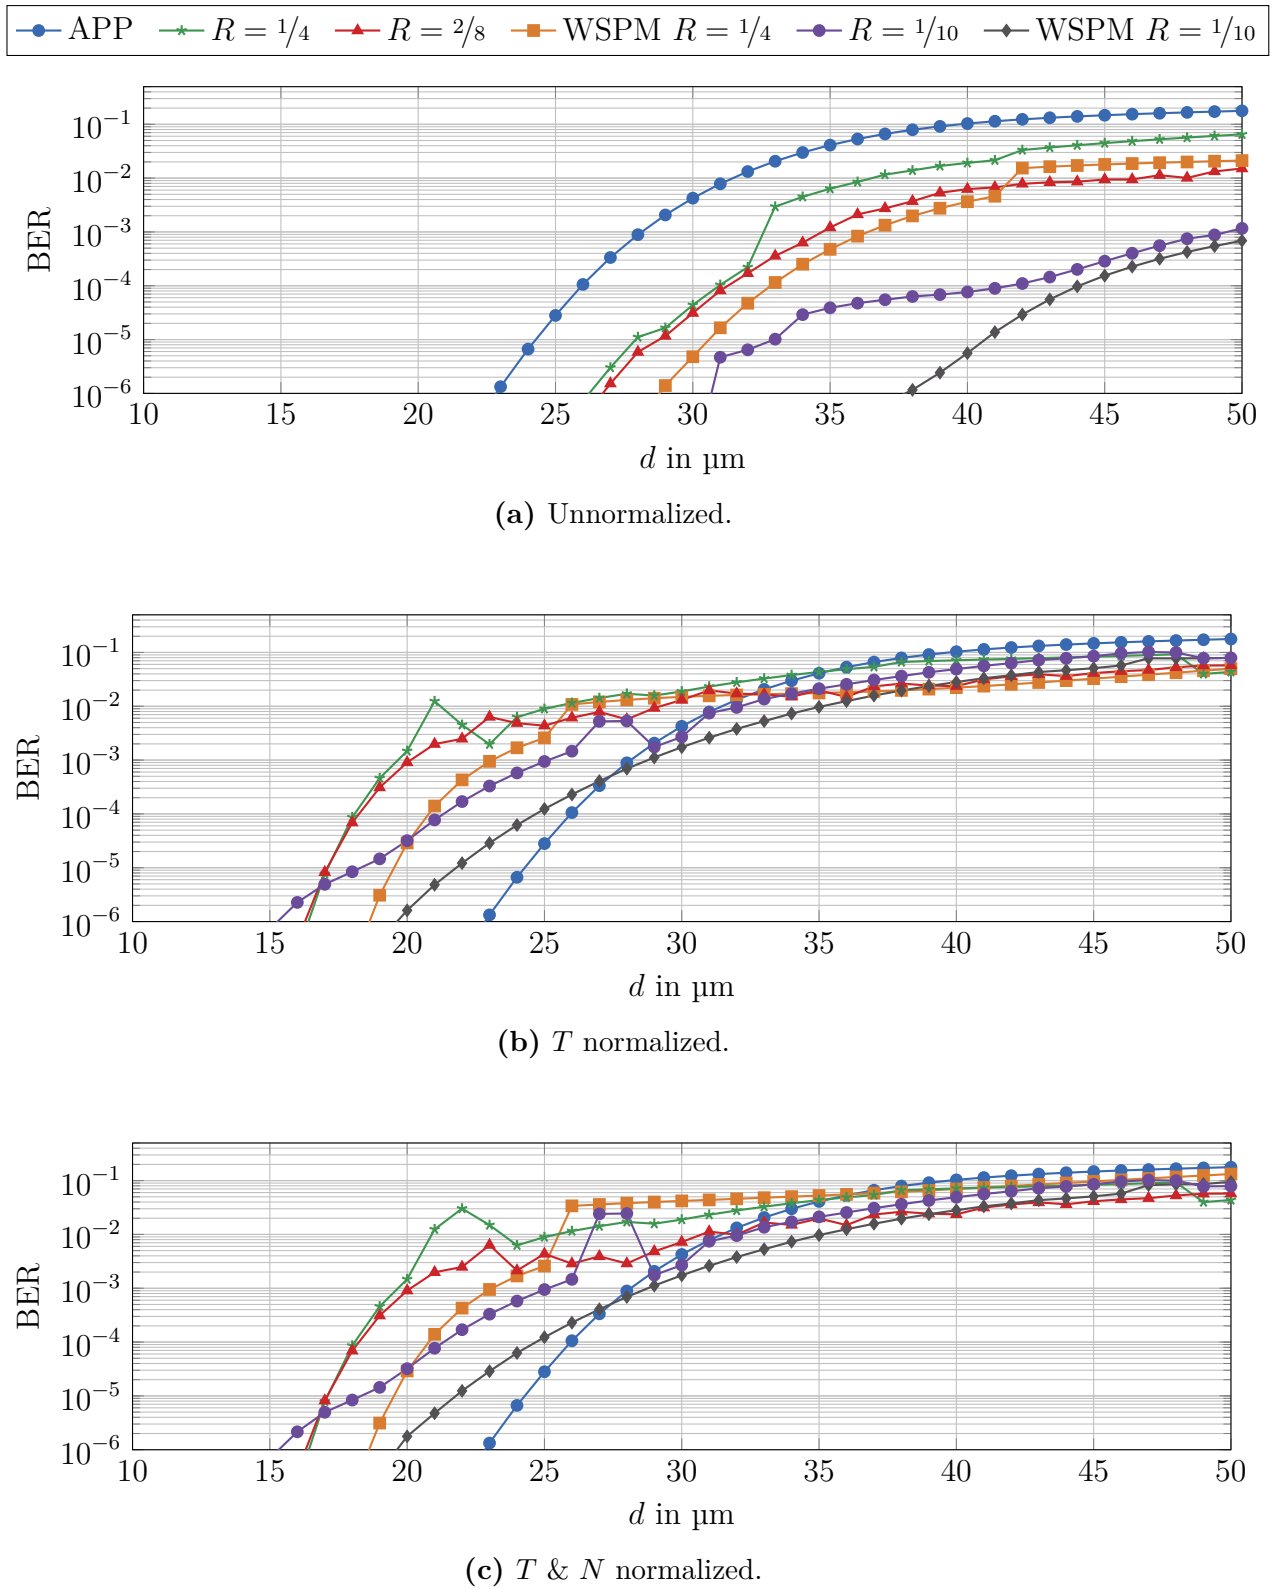 APP R = 1/4 R = 2/8 WSPM R = 1/4 R = 1/10 WSPM R = 1/10
10⁻¹
10⁻²
10⁻³
10⁻⁴
10⁻⁵
10⁻⁶
BER
10 15 20 25 30 35 40 45 50
d in µm
(a) Unnormalized.
10⁻¹
10⁻²
10⁻³
10⁻⁴
10⁻⁵
10⁻⁶
BER
10 15 20 25 30 35 40 45 50
d in µm
(b) T normalized.
10⁻¹
10⁻²
10⁻³
10⁻⁴
10⁻⁵
10⁻⁶
BER
10 15 20 25 30 35 40 45 50
d in µm
(c) T & N normalized.